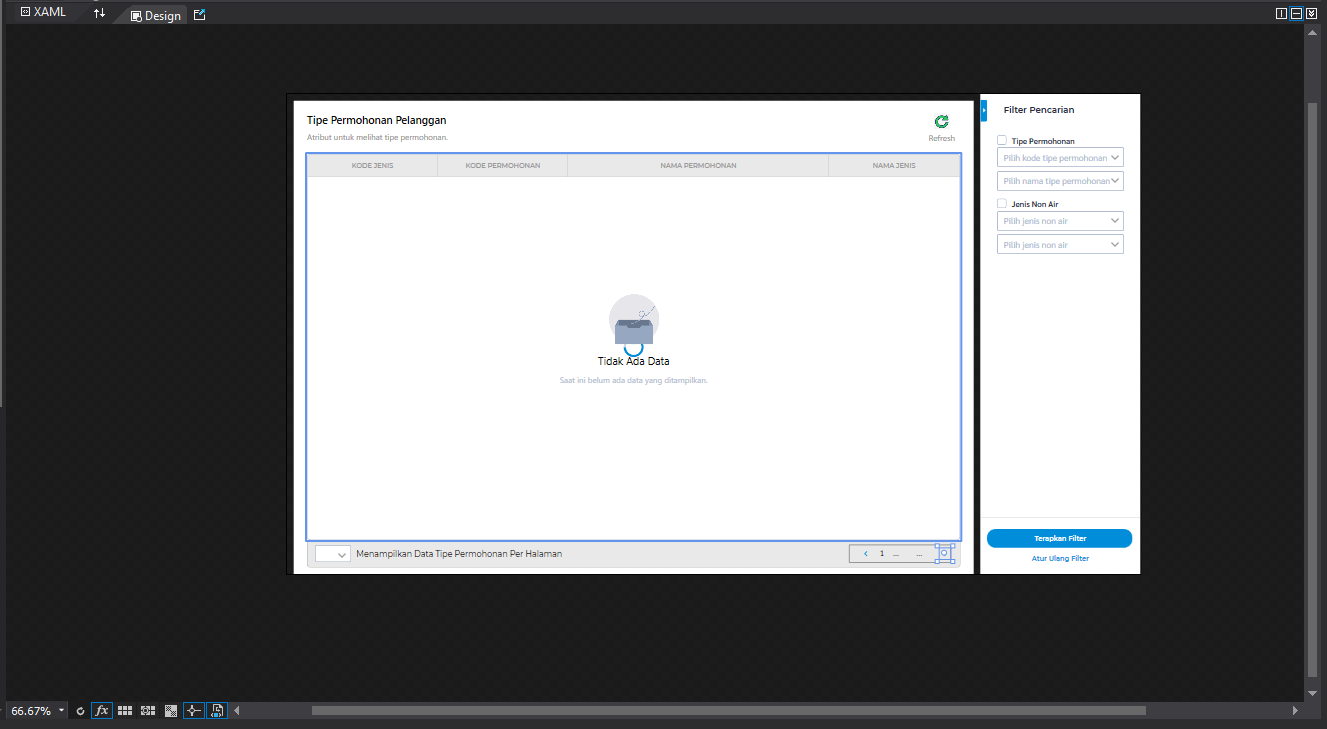 XAML
Design
Tipe Permohonan Pelanggan
Atribut untuk melihat tipe permohonan.
Refresh
KODE JENIS
KODE PERMOHONAN
NAMA PERMOHONAN
NAMA JENIS
Tidak Ada Data
Saat ini belum ada data yang ditampilkan.
Menampilkan Data Tipe Permohonan Per Halaman
1 ... ...
Filter Pencarian
Tipe Permohonan
Pilih kode tipe permohonan
Pilih nama tipe permohonan
Jenis Non Air
Pilih jenis non air
Pilih jenis non air
Terapkan Filter
Atur Ulang Filter
66.67%
fx